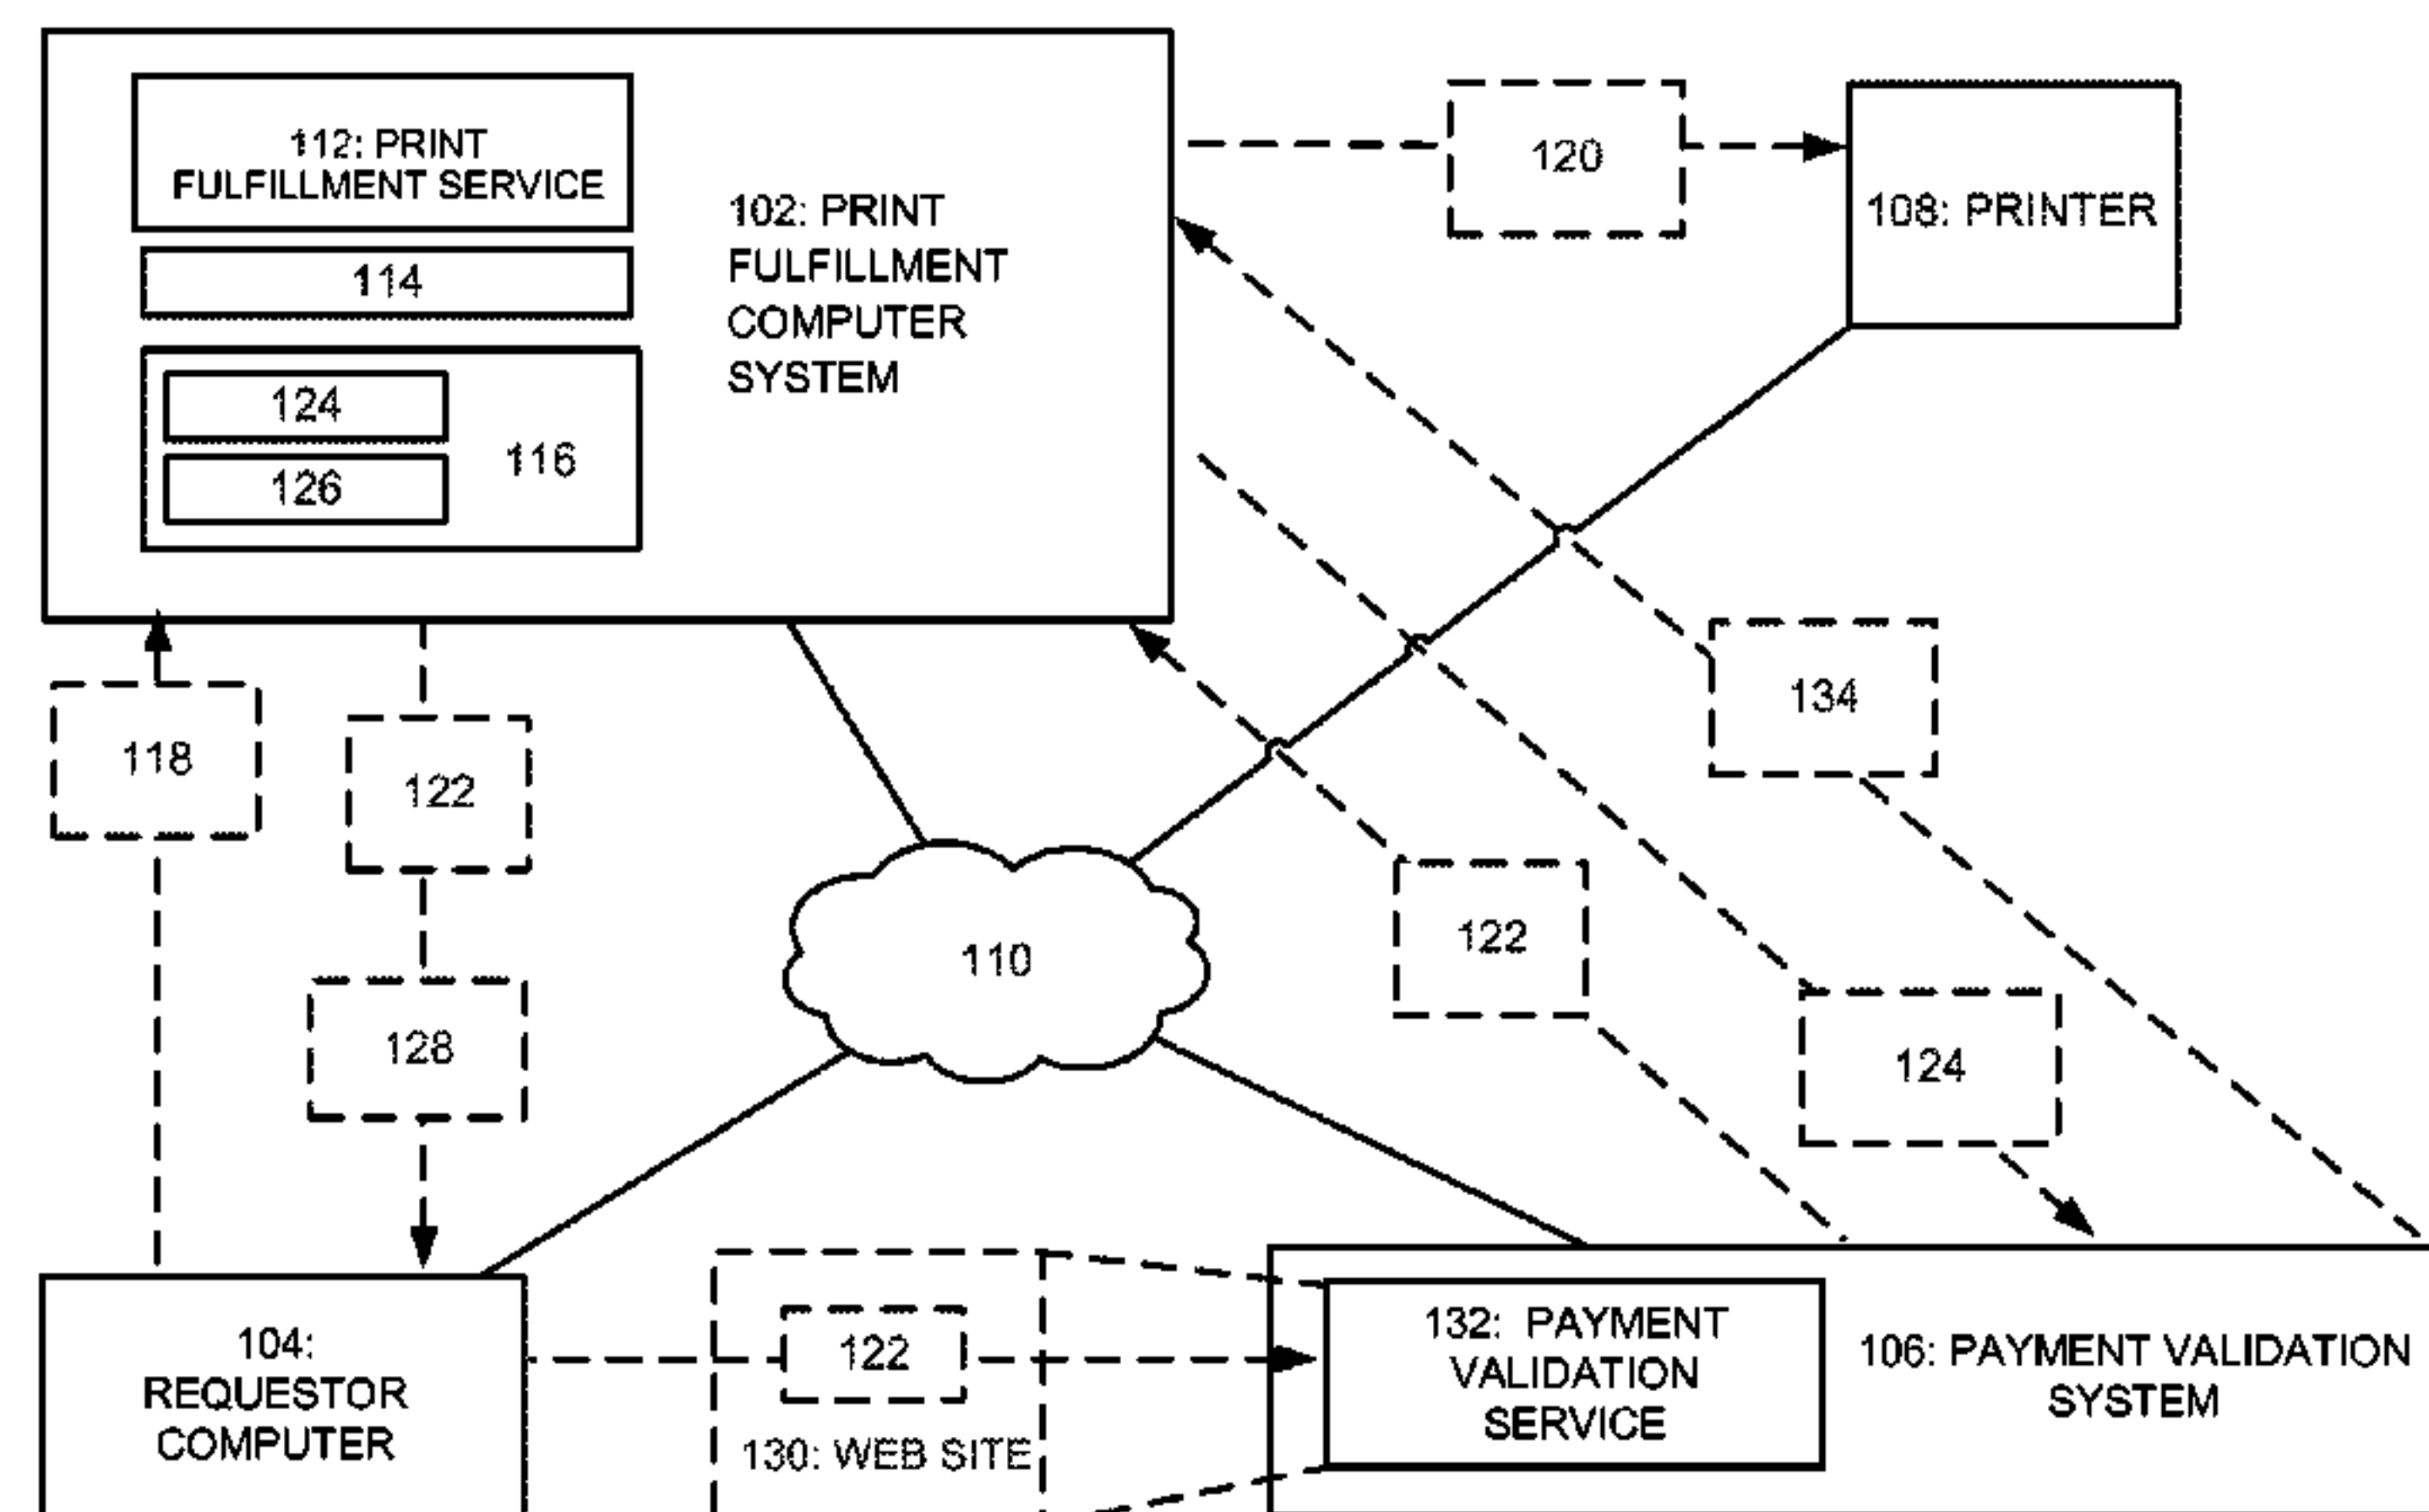 112: PRINT
FULFILLMENT SERVICE
114
124
126
116
102: PRINT
FULFILLMENT
COMPUTER
SYSTEM
120
108: PRINTER
118
122
128
110
134
122
124
104:
REQUESTOR
COMPUTER
122
130: WEB SITE
132: PAYMENT
VALIDATION
SERVICE
106: PAYMENT VALIDATION
SYSTEM